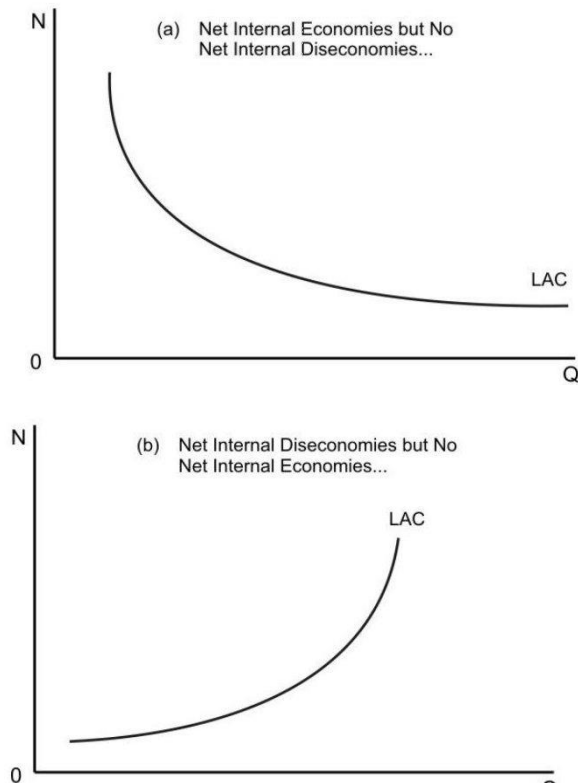 N
(a) Net Internal Economies but No
Net Internal Diseconomies...
LAC
0
Q
N
(b) Net Internal Diseconomies but No
Net Internal Economies...
LAC
0